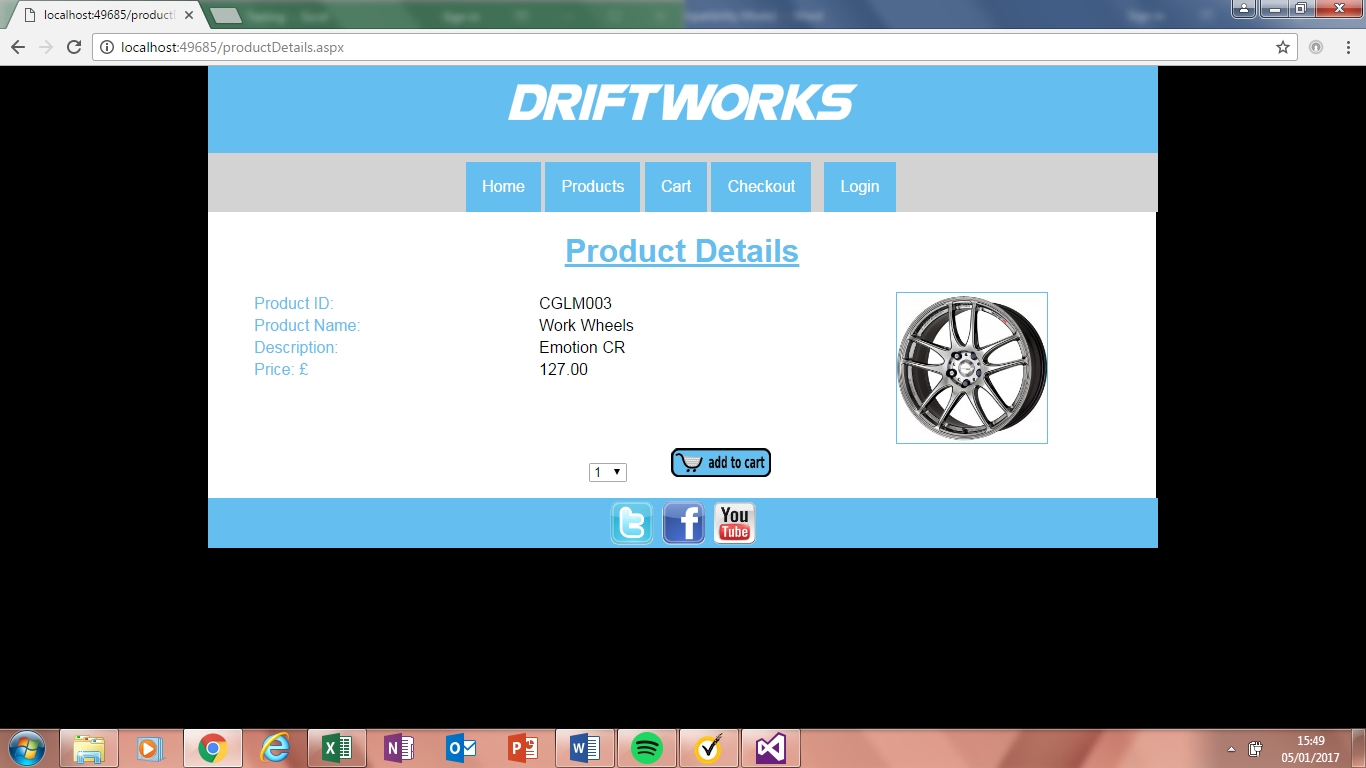 localhost:49685/product
localhost:49685/productDetails.aspx
DRIFTWORKS
Home Products Cart Checkout Login
Product Details
Product ID: CGLM003
Product Name: Work Wheels
Description: Emotion CR
Price: £ 127.00
1 add to cart
You
Tube
15:49
05/01/2017